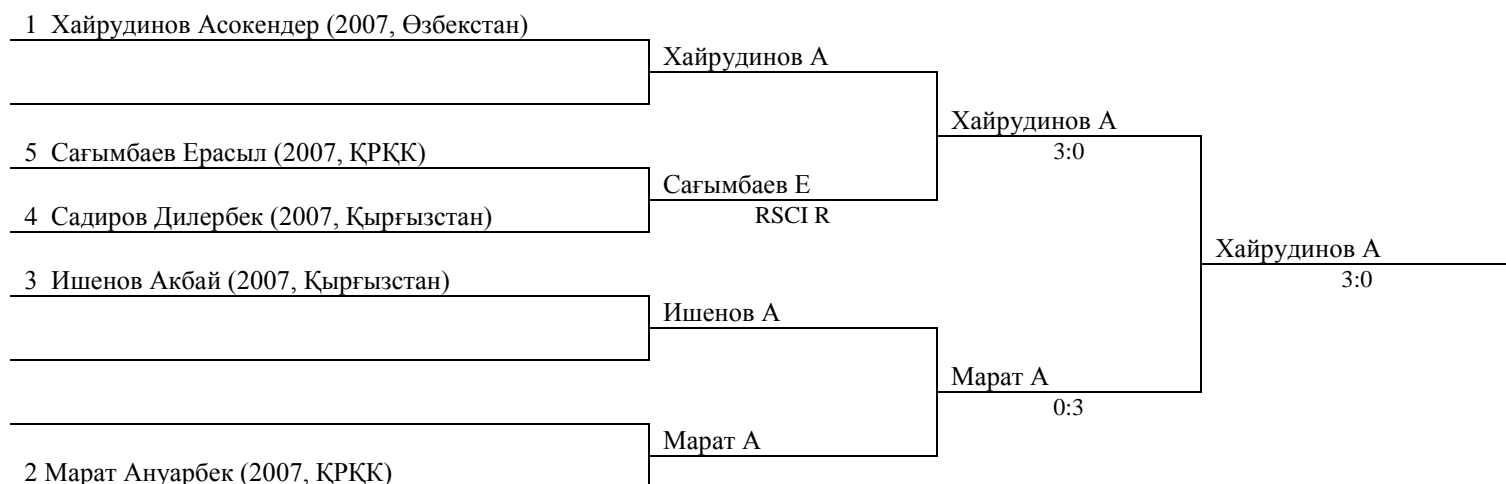 1 Хайрудинов Асокендер (2007, Өзбекстан)
Хайрудинов А
Хайрудинов А
3:0
5 Сағымбаев Ерасыл (2007, ҚРҚК)
Сағымбаев Е
RSCI R
4 Садиров Дилербек (2007, Қырғызстан)
Хайрудинов А
3:0
3 Ишенов Акбай (2007, Қырғызстан)
Ишенов А
Марат А
0:3
Марат А
2 Марат Ануарбек (2007, ҚРҚК)